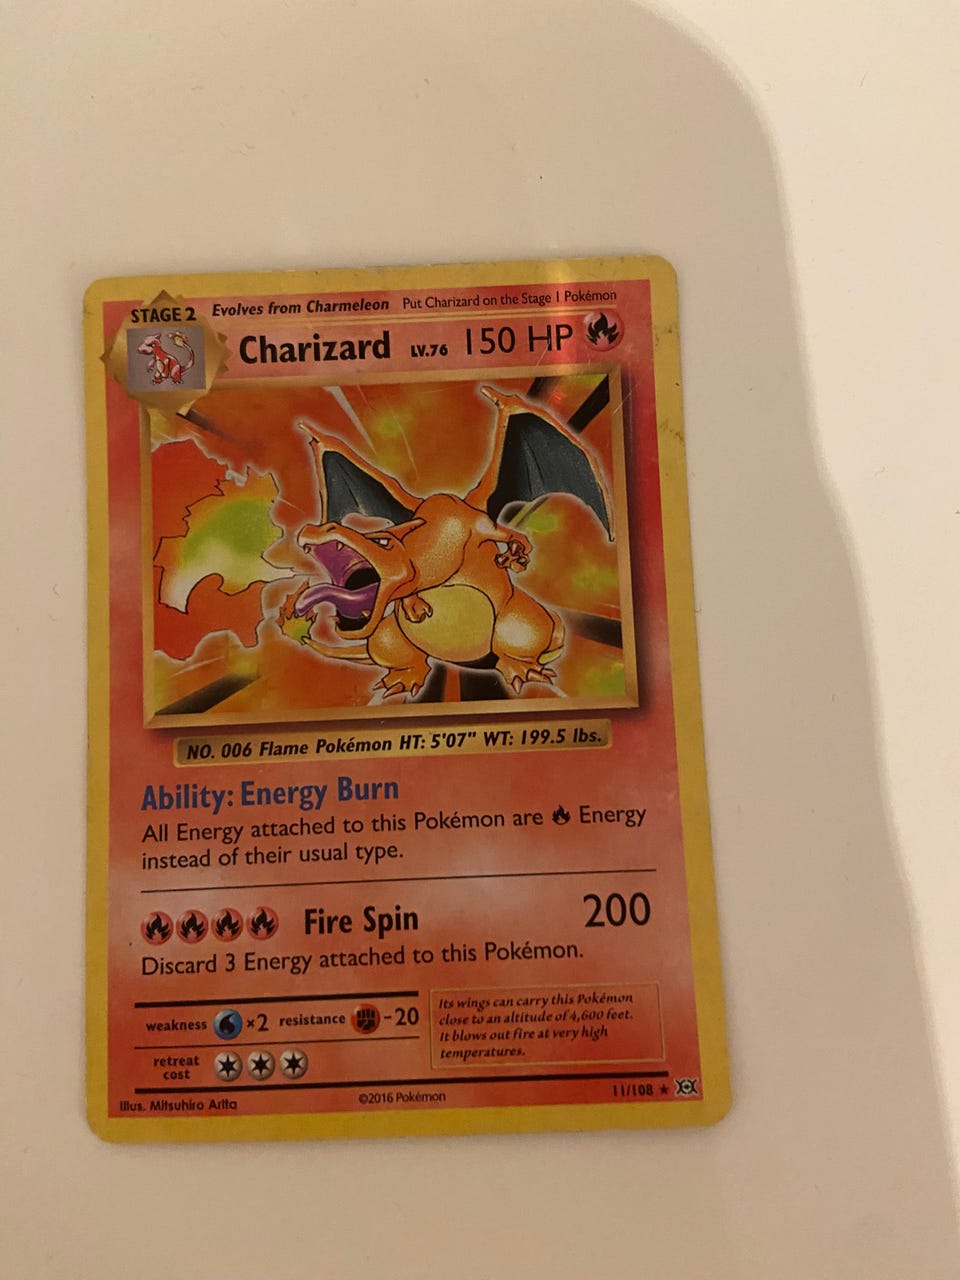 STAGE 2 Evolves from Charmeleon Put Charizard on the Stage 1 Pokémon
Charizard LV.76 150 HP
NO. 006 Flame Pokémon HT: 5'07" WT: 199.5 lbs.
Ability: Energy Burn
All Energy attached to this Pokémon are Energy
instead of their usual type.
Fire Spin 200
Discard 3 Energy attached to this Pokémon.
weakness ×2 resistance -20
retreat
cost
Its wings can carry this Pokémon
close to an altitude of 4,600 feet.
It blows out fire at very high
temperatures.
Illus. Mitsuhiro Arita ©2016 Pokémon 11/108 ★